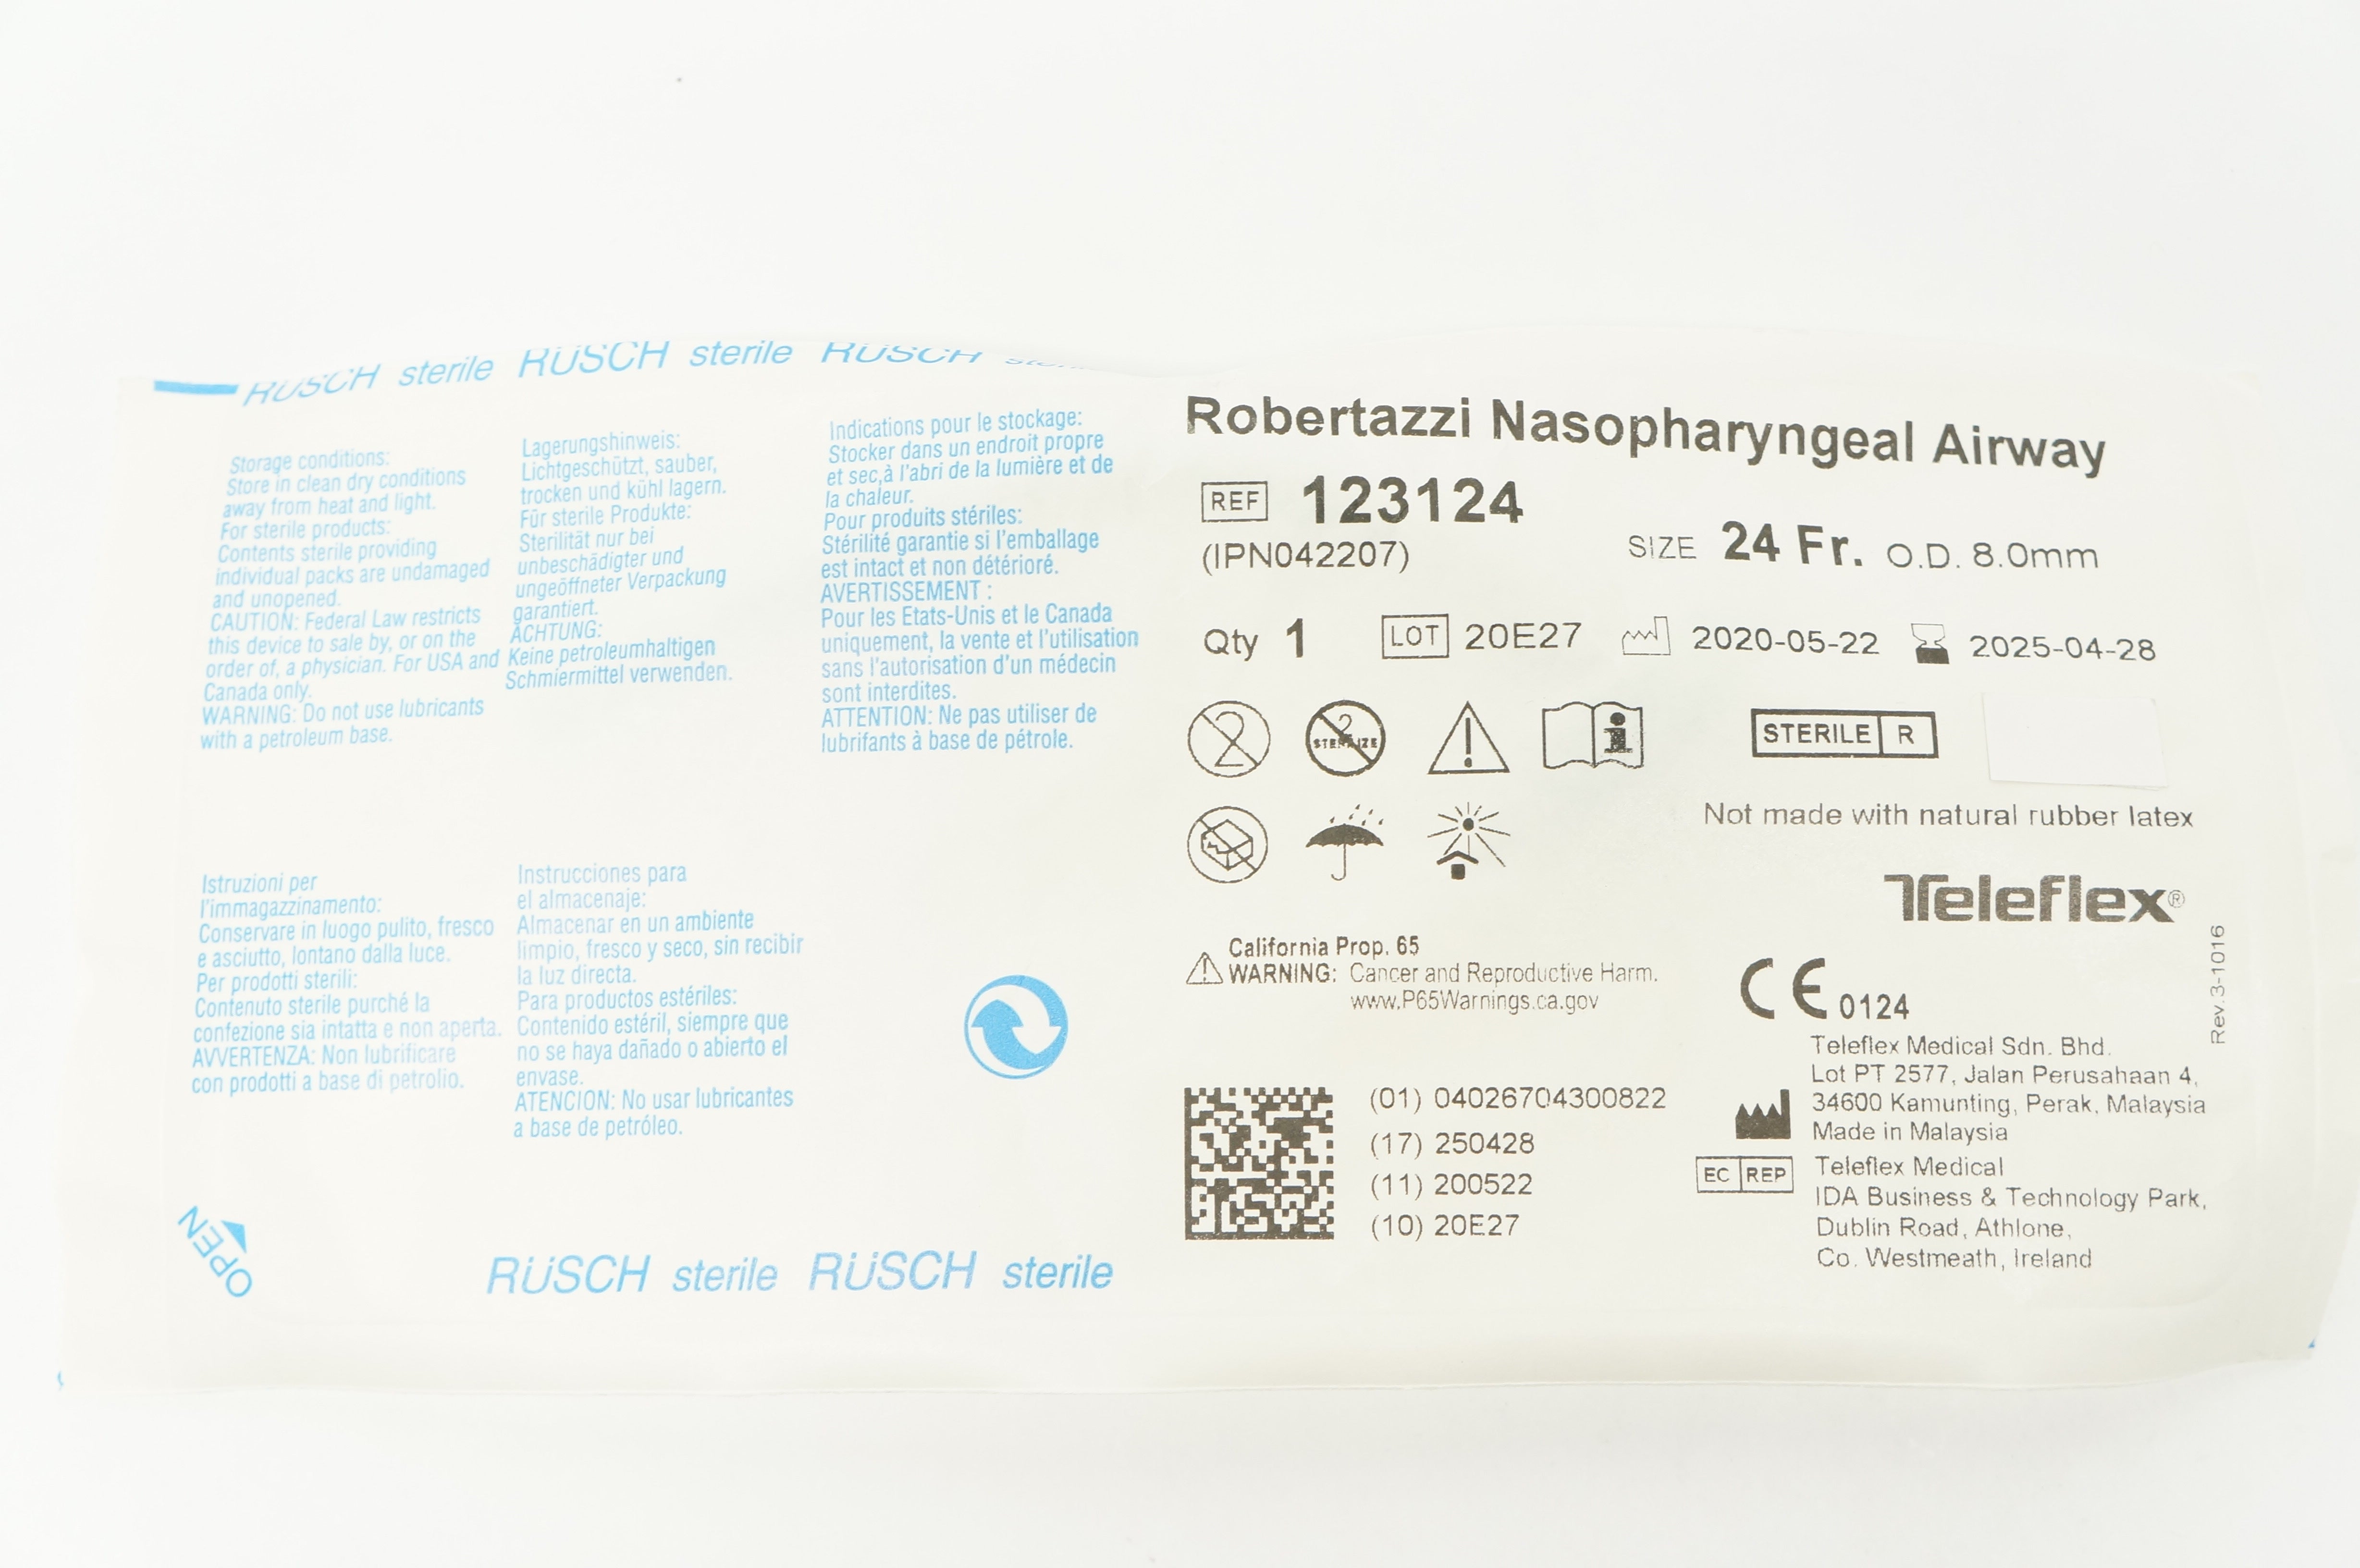 RÜSCH sterile RÜSCH sterile RÜSCH
Storage conditions:
Store in clean dry conditions
away from heat and light.
For sterile products:
Contents sterile providing
individual packs are undamaged
and unopened.
CAUTION: Federal Law restricts
this device to sale by, or on the
order of, a physician. For USA and
Canada only.
WARNING: Do not use lubricants
with a petroleum base.
Lagerungshinweis:
Lichtgeschützt, sauber,
trocken und kühl lagern.
Für sterile Produkte:
Sterilität nur bei
unbeschädigter und
ungeöffneter Verpackung
garantiert.
ACHTUNG:
Keine petroleumhaltigen
Schmiermittel verwenden.
Indications pour le stockage:
Stocker dans un endroit propre
et sec,à l'abri de la lumière et de
la chaleur.
Pour produits stériles:
Stérilité garantie si l'emballage
est intact et non détérioré.
AVERTISSEMENT :
Pour les Etats-Unis et le Canada
uniquement, la vente et l'utilisation
sans l'autorisation d'un médecin
sont interdites.
ATTENTION: Ne pas utiliser de
lubrifants à base de pétrole.
Istruzioni per
l'immagazzinamento:
Conservare in luogo pulito, fresco
e asciutto, lontano dalla luce.
Per prodotti sterili:
Contenuto sterile purché la
confezione sia intatta e non aperta.
AVVERTENZA: Non lubrificare
con prodotti a base di petrolio.
Instrucciones para
el almacenaje:
Almacenar en un ambiente
limpio, fresco y seco, sin recibir
la luz directa.
Para productos estériles:
Contenido estéril, siempre que
no se haya dañado o abierto el
envase.
ATENCION: No usar lubricantes
a base de petróleo.
OPEN
RÜSCH sterile RÜSCH sterile
Robertazzi Nasopharyngeal Airway
REF 123124
(IPN042207)
SIZE 24 Fr. O.D. 8.0mm
Qty 1 LOT 20E27 2020-05-22 2025-04-28
2 2 STERILIZE STERILE R
Not made with natural rubber latex
Teleflex®
California Prop. 65
WARNING: Cancer and Reproductive Harm.
www.P65Warnings.ca.gov
CE 0124
Rev.3-1016
(01) 04026704300822
(17) 250428
(11) 200522
(10) 20E27
Teleflex Medical Sdn. Bhd.
Lot PT 2577, Jalan Perusahaan 4,
34600 Kamunting, Perak, Malaysia
Made in Malaysia
EC REP Teleflex Medical
IDA Business & Technology Park,
Dublin Road, Athlone,
Co. Westmeath, Ireland